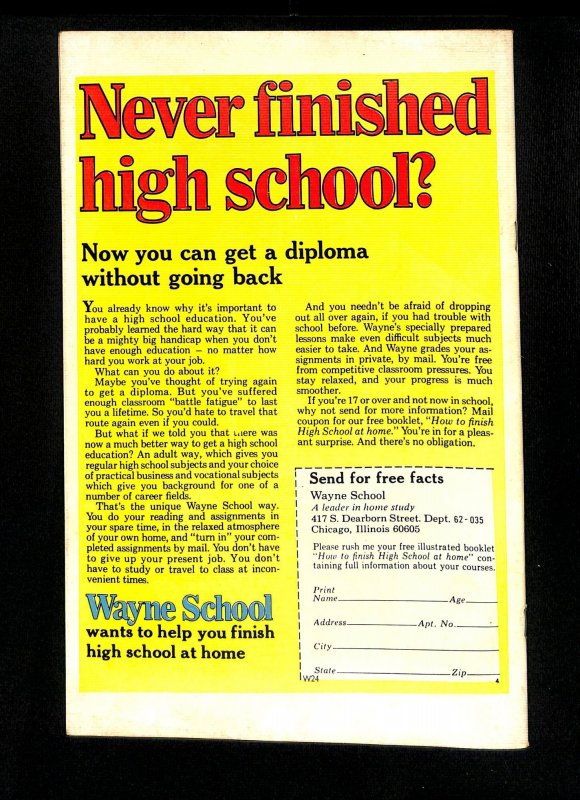 Never finished
high school?
Now you can get a diploma
without going back
You already know why it's important to
have a high school education. You've
probably learned the hard way that it can
be a mighty big handicap when you don't
have enough education – no matter how
hard you work at your job.
What can you do about it?
Maybe you've thought of trying again
to get a diploma. But you've suffered
enough classroom "battle fatigue" to last
you a lifetime. So you'd hate to travel that
route again even if you could.
But what if we told you that there was
now a much better way to get a high school
education? An adult way, which gives you
regular high school subjects and your choice
of practical business and vocational subjects
which give you background for one of a
number of career fields.
That's the unique Wayne School way.
You do your reading and assignments in
your spare time, in the relaxed atmosphere
of your own home, and "turn in" your com-
pleted assignments by mail. You don't have
to give up your present job. You don't
have to study or travel to class at incon-
venient times.
Wayne School
wants to help you finish
high school at home
And you needn't be afraid of dropping
out all over again, if you had trouble with
school before. Wayne's specially prepared
lessons make even difficult subjects much
easier to take. And Wayne grades your as-
signments in private, by mail. You're free
from competitive classroom pressures. You
stay relaxed, and your progress is much
smoother.
If you're 17 or over and not now in school,
why not send for more information? Mail
coupon for our free booklet, "How to finish
High School at home." You're in for a pleas-
ant surprise. And there's no obligation.
Send for free facts
Wayne School
A leader in home study
417 S. Dearborn Street. Dept. 62-035
Chicago, Illinois 60605
Please rush me your free illustrated booklet
"How to finish High School at home" con-
taining full information about your courses.
Print
Name Age
Address Apt. No.
City
State Zip
W24 4